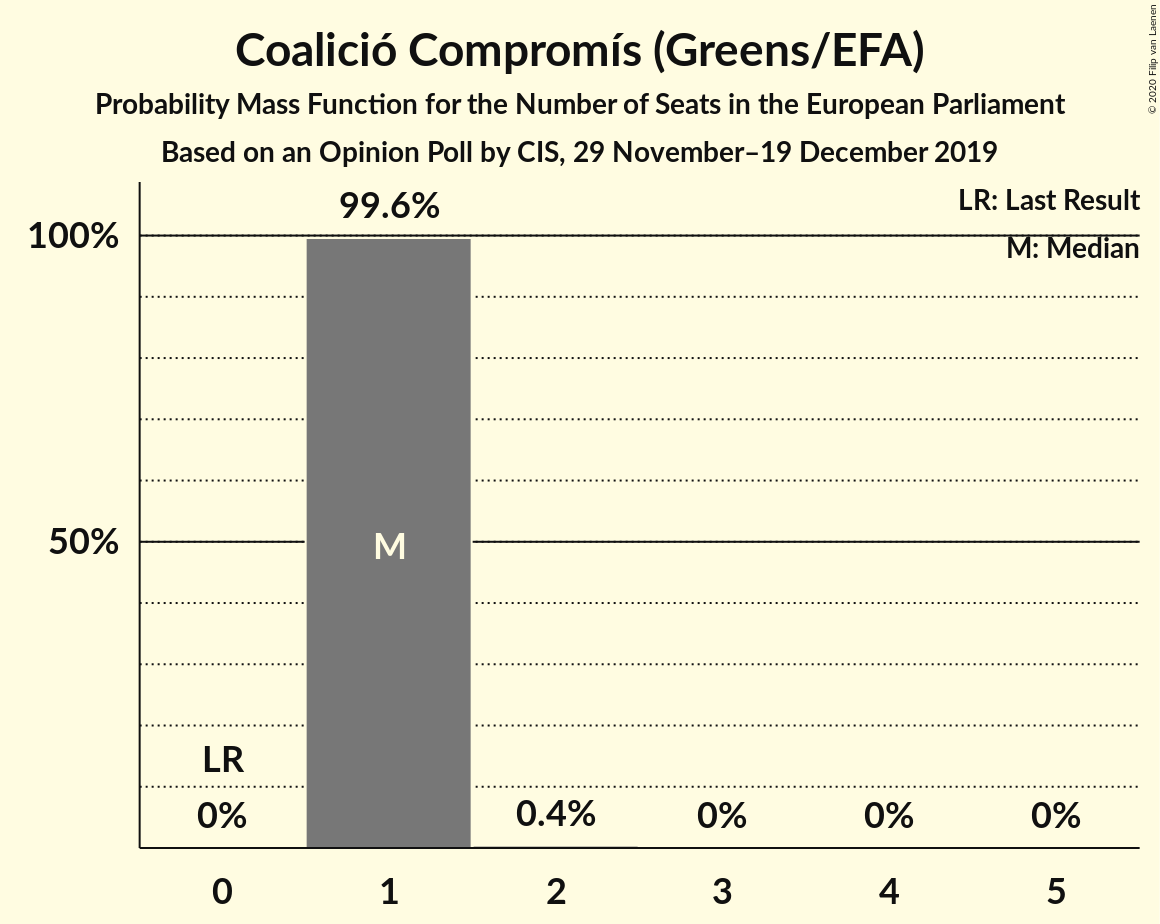 Coalició Compromís (Greens/EFA)
Probability Mass Function for the Number of Seats in the European Parliament
Based on an Opinion Poll by CIS, 29 November–19 December 2019
© 2020 Filip van Laenen
LR: Last Result
M: Median
99.6%
100%
50%
M
LR
0%
0.4%
0%
0%
0%
0
1
2
3
4
5